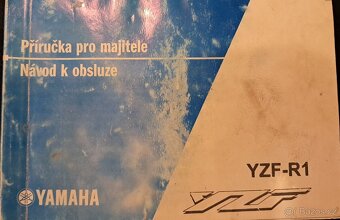 Příručka pro majitele
Návod k obsluze
YZF-R1
YAMAHA
YZF